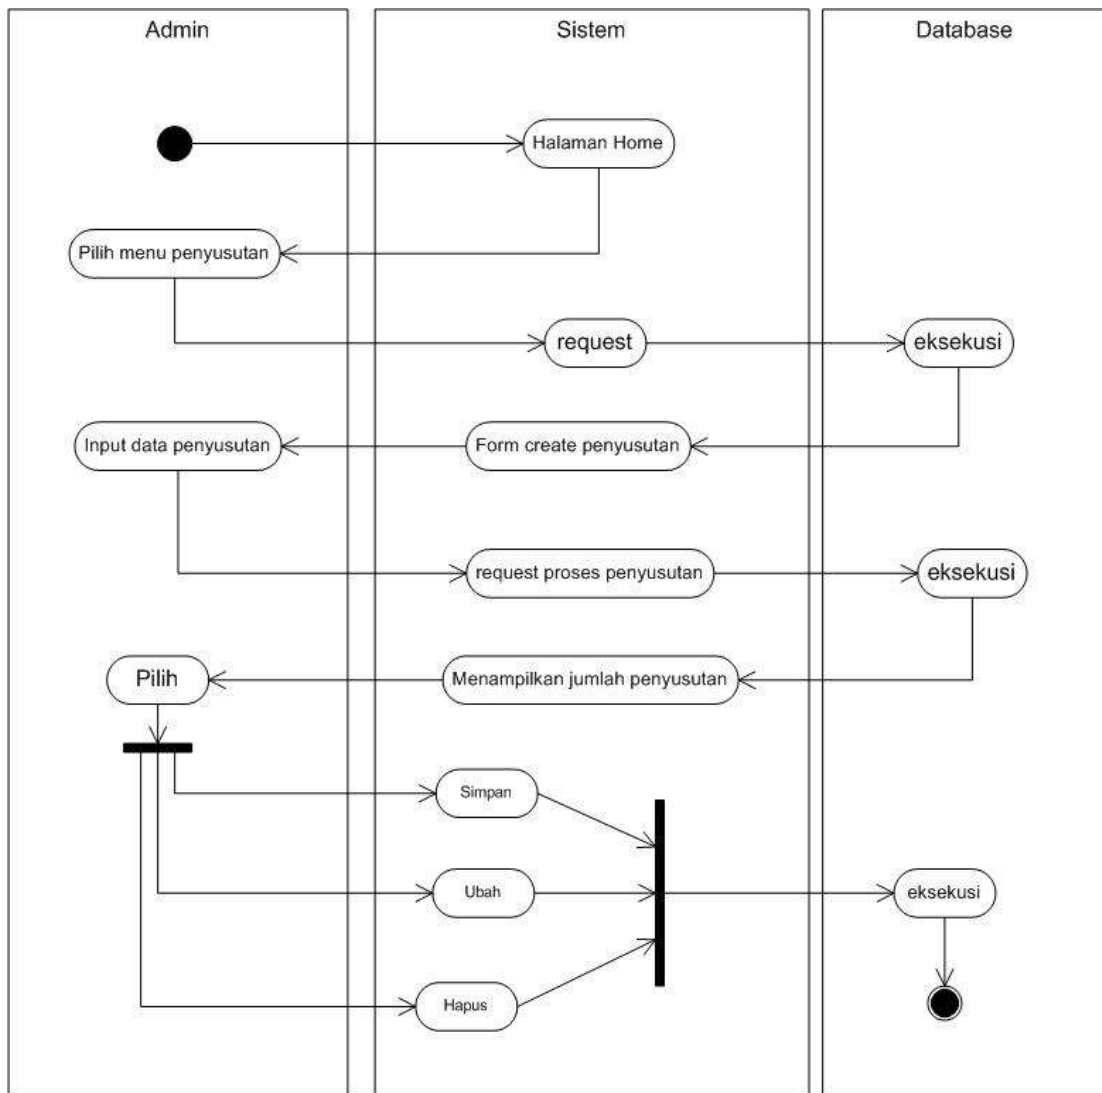 Admin
Sistem
Database
Halaman Home
Pilih menu penyusutan
request
eksekusi
Input data penyusutan
Form create penyusutan
request proses penyusutan
eksekusi
Pilih
Menampilkan jumlah penyusutan
Simpan
Ubah
eksekusi
Hapus